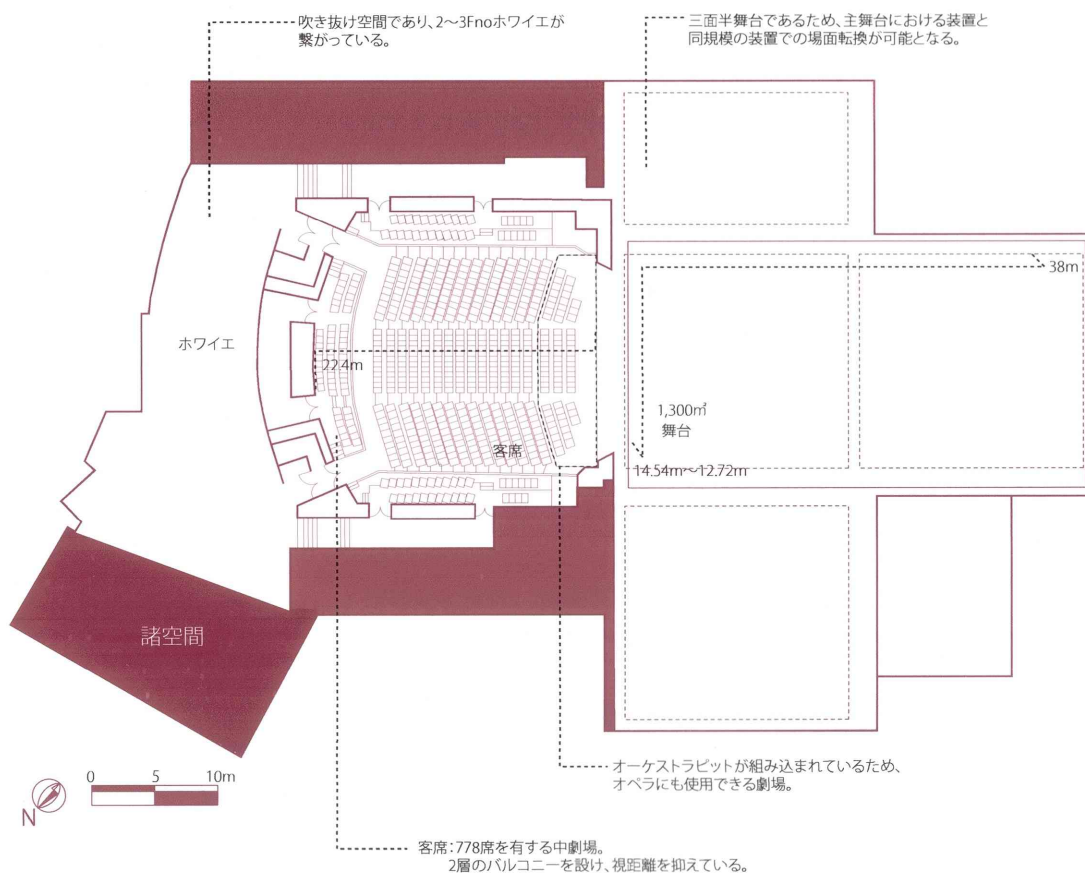 吹き抜け空間であり、2〜3Fnoホワイエが
繋がっている。
三面半舞台であるため、主舞台における装置と
同規模の装置での場面転換が可能となる。
38m
ホワイエ
22.4m
1,300㎡
舞台
客席
14.54m〜12.72m
諸空間
オーケストラピットが組み込まれているため、
オペラにも使用できる劇場。
0 5 10m
N
客席:778席を有する中劇場。
2層のバルコニーを設け、視距離を抑えている。